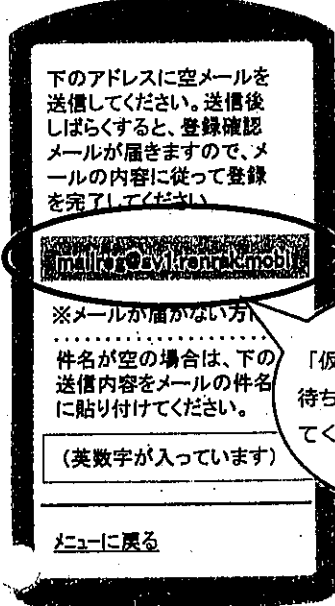 下のアドレスに空メールを
送信してください。送信後
しばらくすると、登録確認
メールが届きますので、メ
ールの内容に従って登録
を完了してください
mailreg@sv1.renrak.mobi
※メールが届かない方
件名が空の場合は、下の
送信内容をメールの件名
に貼り付けてください。
(英数字が入っています)
メニューに戻る
「仮
待ち
てく